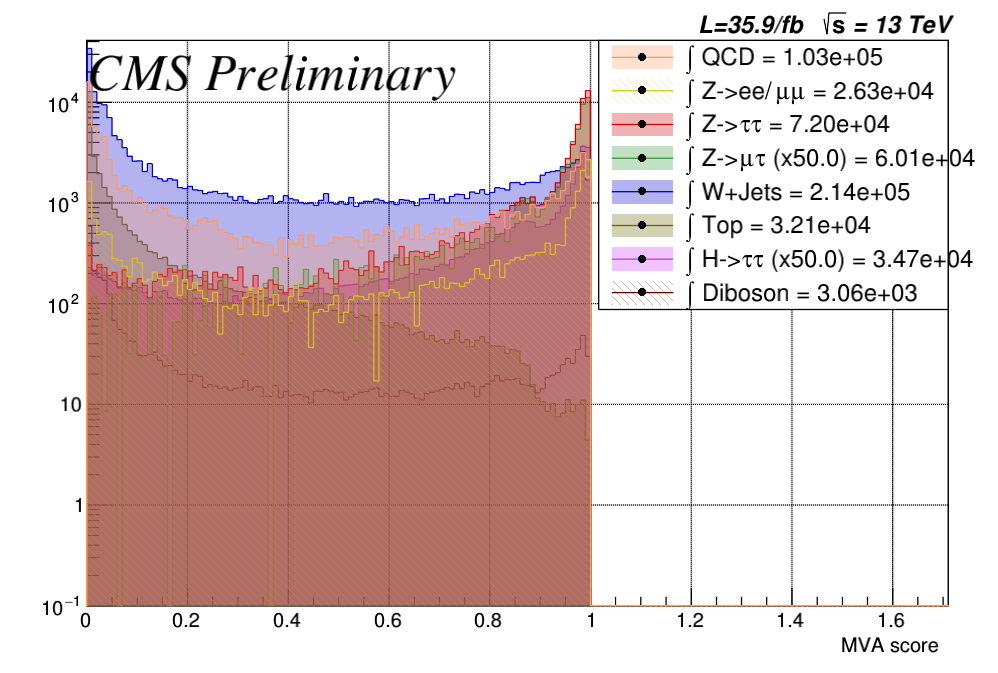 L=35.9/fb √s = 13 TeV
CMS Preliminary
∫ QCD = 1.03e+05
∫ Z->ee/μμ = 2.63e+04
∫ Z->ττ = 7.20e+04
∫ Z->μτ (x50.0) = 6.01e+04
∫ W+Jets = 2.14e+05
∫ Top = 3.21e+04
∫ H->ττ (x50.0) = 3.47e+04
∫ Diboson = 3.06e+03
10⁴
10³
10²
10
1
10⁻¹
0 0.2 0.4 0.6 0.8 1 1.2 1.4 1.6
MVA score